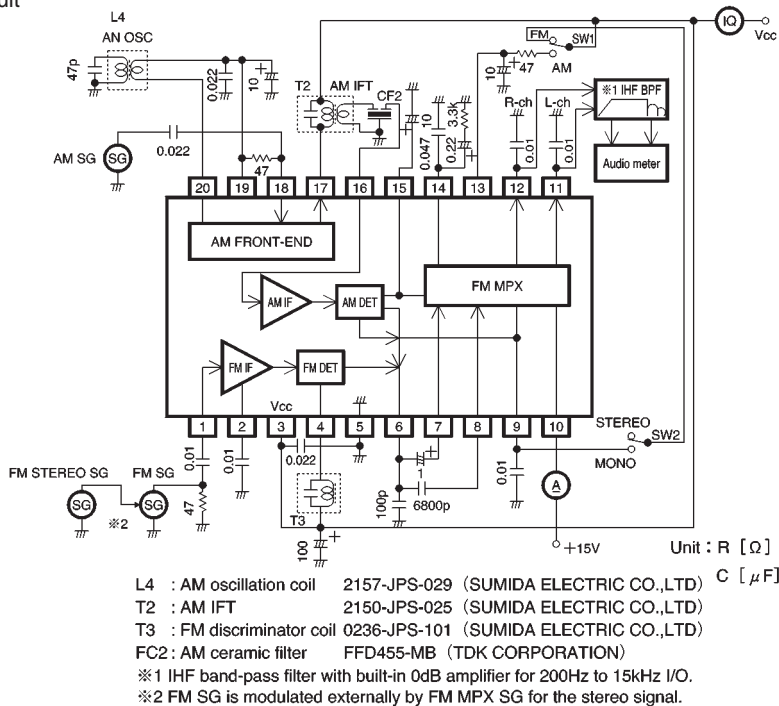 uit
L4
AN OSC
47p
0.022
10 +
T2
AM IFT
CF2
+
0.047
10
0.22
3.3k
+
10
+
47
FM
SW1
AM
IQ
Vcc
R-ch
L-ch
0.01
0.01
※1 IHF BPF
Audio meter
AM SG
SG
0.022
47
20 19 18 17 16 15 14 13 12 11
AM FRONT-END
AM IF
AM DET
FM MPX
FM IF
FM DET
Vcc
1 2 3 4 5 6 7 8 9 10
STEREO
SW2
MONO
0.01
0.01
0.022
+
1
100p
6800p
0.01
A
FM STEREO SG
FM SG
SG
SG
※2
47
T3
100
+
+15V
Unit : R [Ω]
C [μF]
L4 : AM oscillation coil 2157-JPS-029 (SUMIDA ELECTRIC CO.,LTD)
T2 : AM IFT 2150-JPS-025 (SUMIDA ELECTRIC CO.,LTD)
T3 : FM discriminator coil 0236-JPS-101 (SUMIDA ELECTRIC CO.,LTD)
FC2 : AM ceramic filter FFD455-MB (TDK CORPORATION)
※1 IHF band-pass filter with built-in 0dB amplifier for 200Hz to 15kHz I/O.
※2 FM SG is modulated externally by FM MPX SG for the stereo signal.